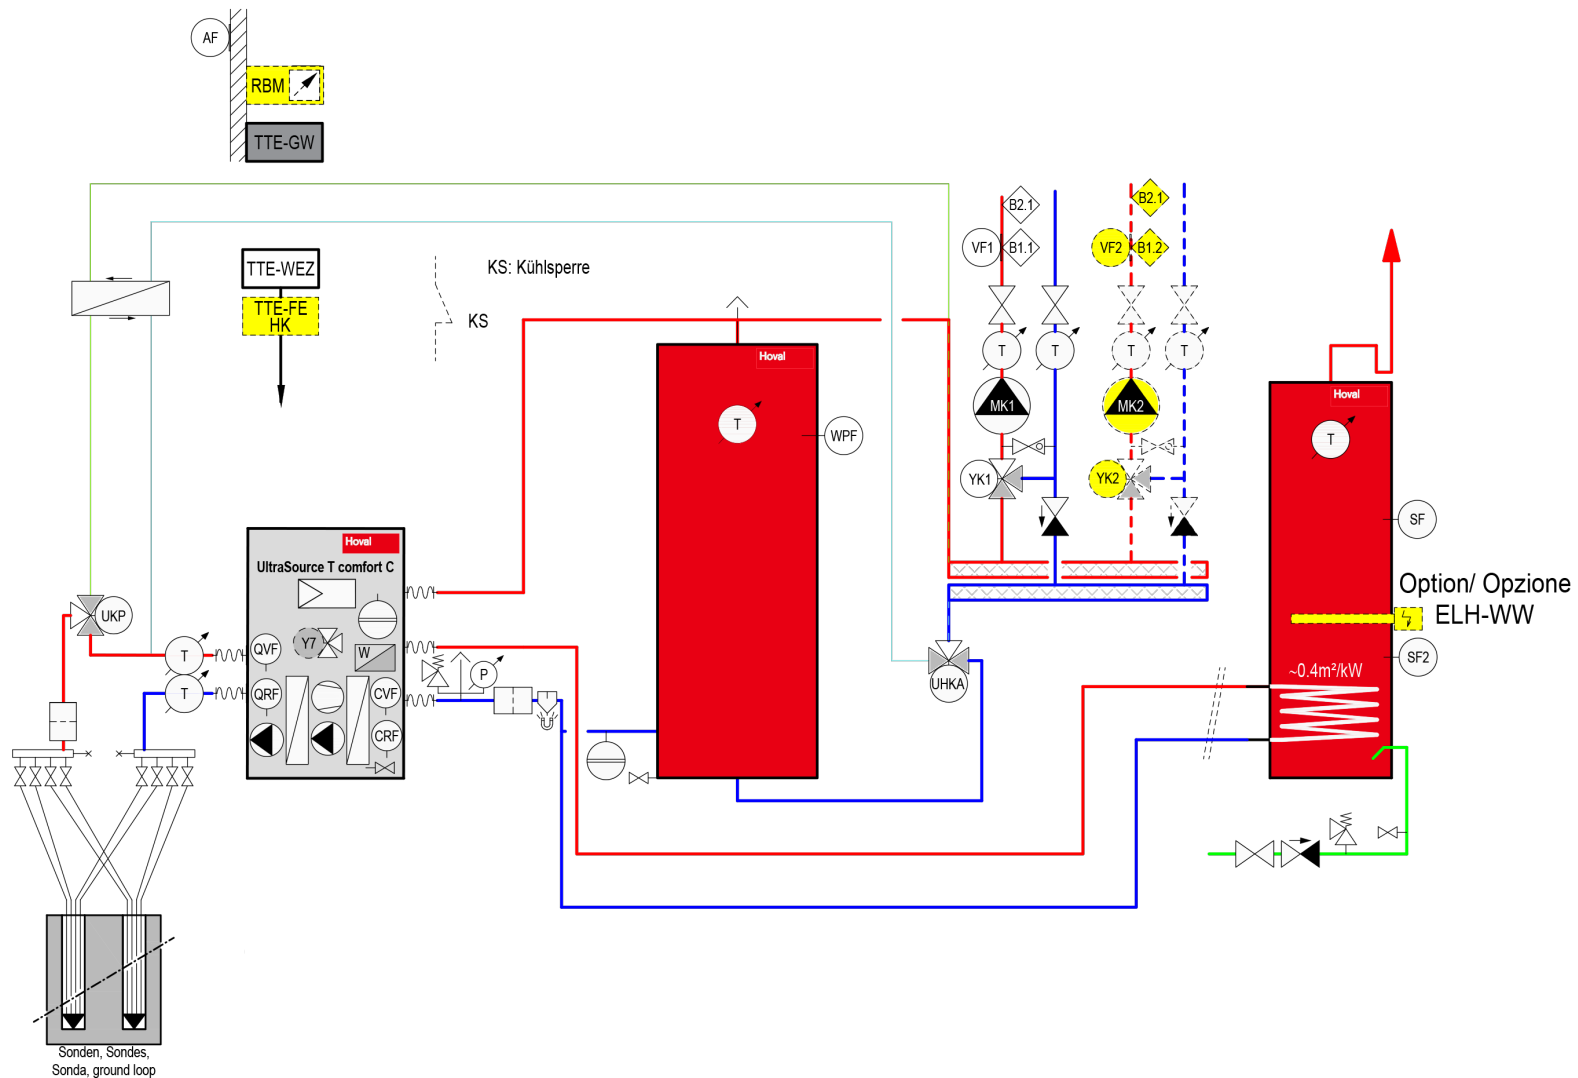 AF
RBM
TTE-GW
B2.1
B2.1
VF1
B1.1
VF2
B1.2
TTE-WEZ
KS: Kühlsperre
TTE-FE
HK
KS
T
T
T
T
Hoval
Hoval
MK1
MK2
T
WPF
T
YK1
YK2
SF
Hoval
UltraSource T comfort C
Option/ Opzione
ELH-WW
UKP
Y7
QVF
W
T
SF2
P
~0.4m²/kW
UHKA
T
QRF
CVF
CRF
Sonden, Sondes,
Sonda, ground loop